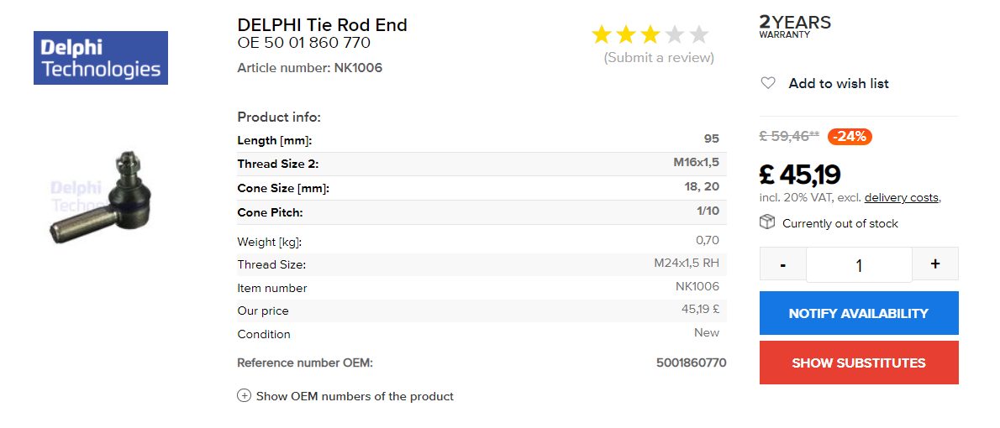 Delphi
Technologies
DELPHI Tie Rod End
OE 50 01 860 770
Article number: NK1006
(Submit a review)
2YEARS
WARRANTY
Add to wish list
Product info:
Length [mm]: 95
Thread Size 2: M16x1,5
Cone Size [mm]: 18, 20
Cone Pitch: 1/10
Weight [kg]: 0,70
Thread Size: M24x1,5 RH
Item number NK1006
Our price 45,19 £
Condition New
Reference number OEM: 5001860770
Show OEM numbers of the product
Delphi
Technologies
£ 59,46** -24%
£ 45,19
incl. 20% VAT, excl. delivery costs,
Currently out of stock
- 1 +
NOTIFY AVAILABILITY
SHOW SUBSTITUTES